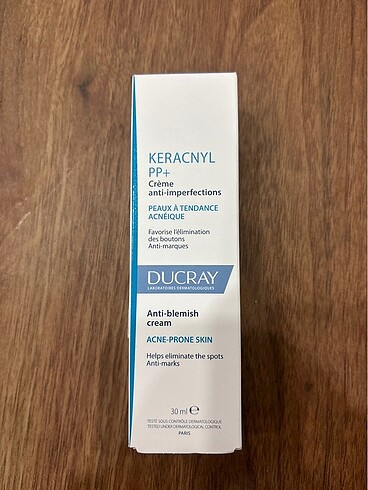 KERACNYL
PP+
Crème
anti-imperfections
PEAUX À TENDANCE
ACNÉIQUE
Favorise l'élimination
des boutons
Anti-marques
DUCRAY
LABORATOIRES DERMATOLOGIQUES
Anti-blemish
cream
ACNE-PRONE SKIN
Helps eliminate the spots
Anti-marks
30 ml ℮
TESTÉ SOUS CONTRÔLE DERMATOLOGIQUE
TESTED UNDER DERMATOLOGICAL CONTROL
PARIS